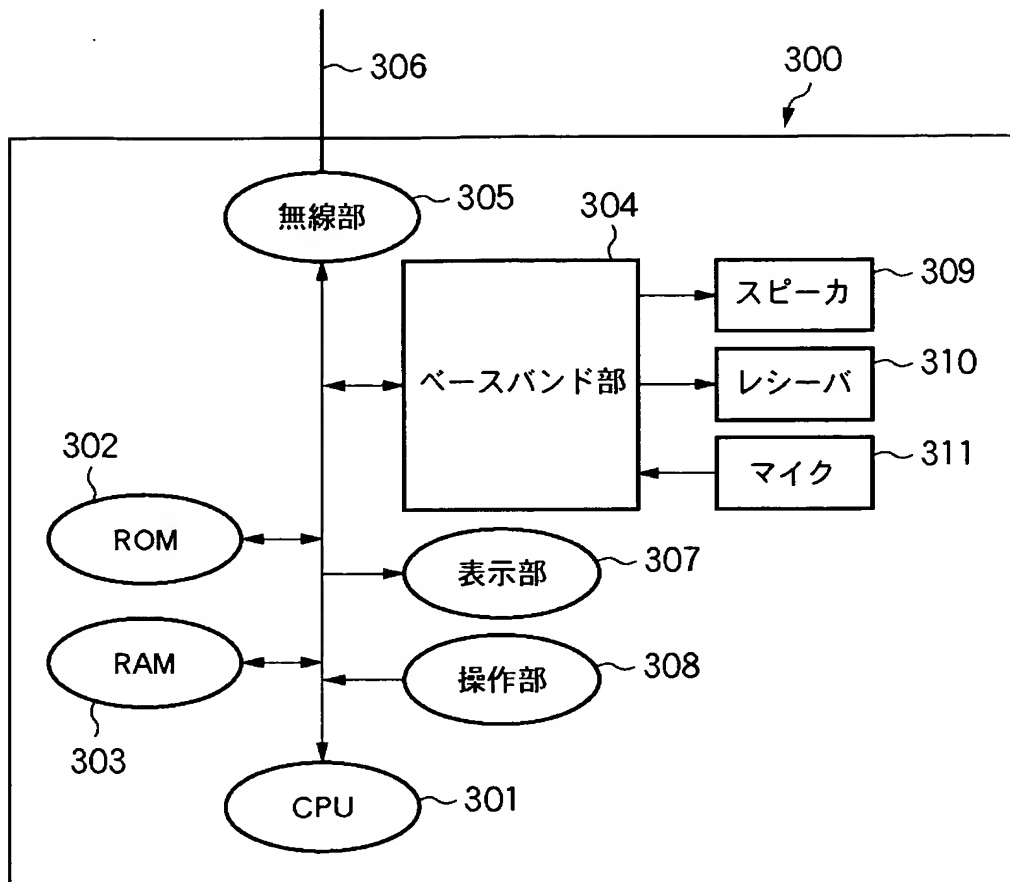 306
300
無線部
305
304
スピーカ
309
ベースバンド部
レシーバ
310
マイク
311
302
ROM
表示部
307
RAM
操作部
308
303
CPU
301